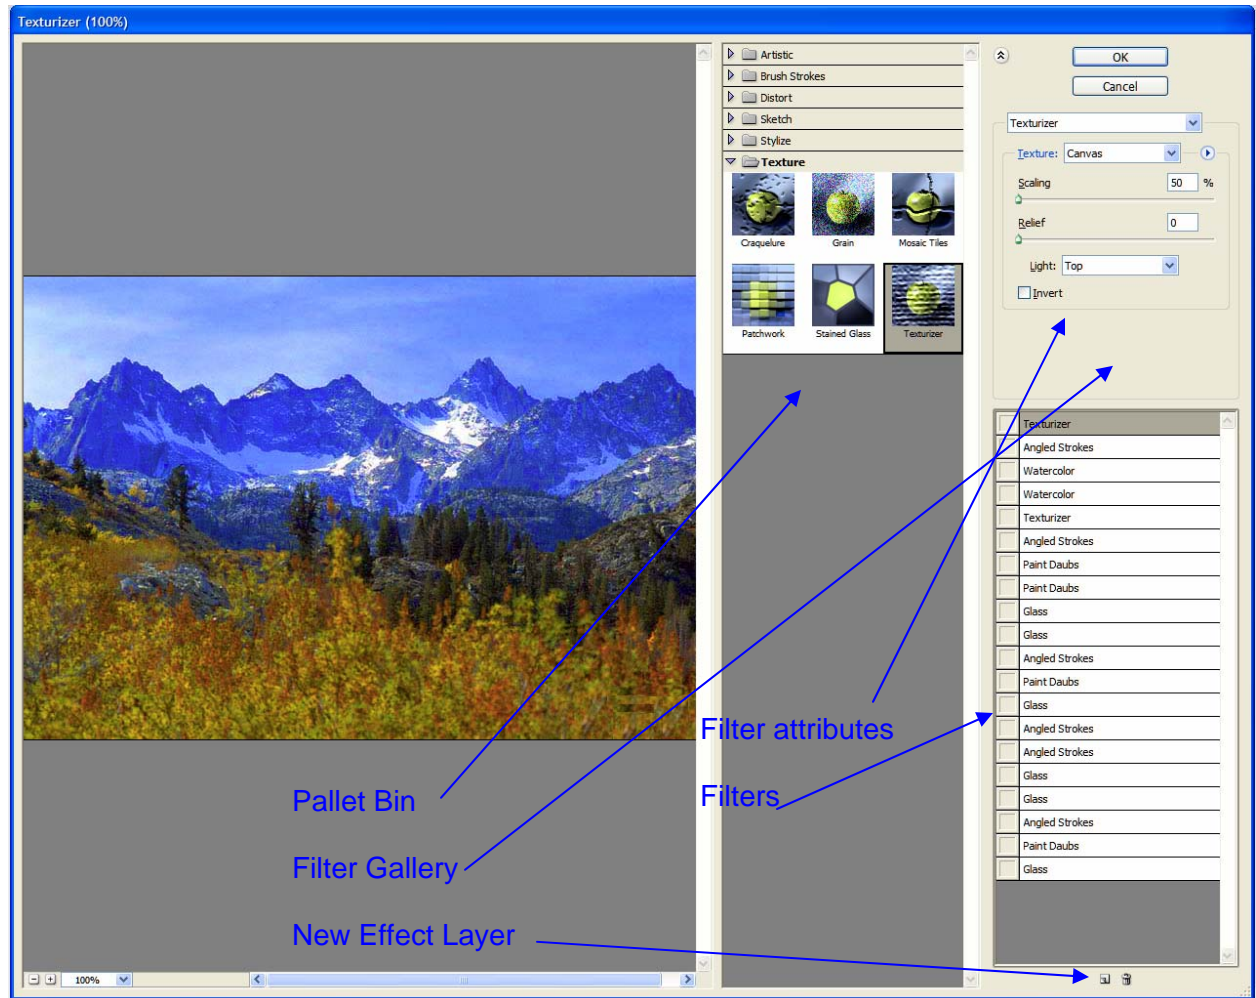 Texturizer (100%)
Artistic
Brush Strokes
Distort
Sketch
Stylize
Texture
Craquelure
Grain
Mosaic Tiles
Patchwork
Stained Glass
Texturizer
OK
Cancel
Texturizer
Texture: Canvas
Scaling 50 %
Relief 0
Light: Top
Invert
Texturizer
Angled Strokes
Watercolor
Watercolor
Texturizer
Angled Strokes
Paint Daubs
Paint Daubs
Glass
Glass
Angled Strokes
Paint Daubs
Glass
Angled Strokes
Angled Strokes
Glass
Glass
Angled Strokes
Paint Daubs
Glass
Filter attributes
Filters
Pallet Bin
Filter Gallery
New Effect Layer
100%